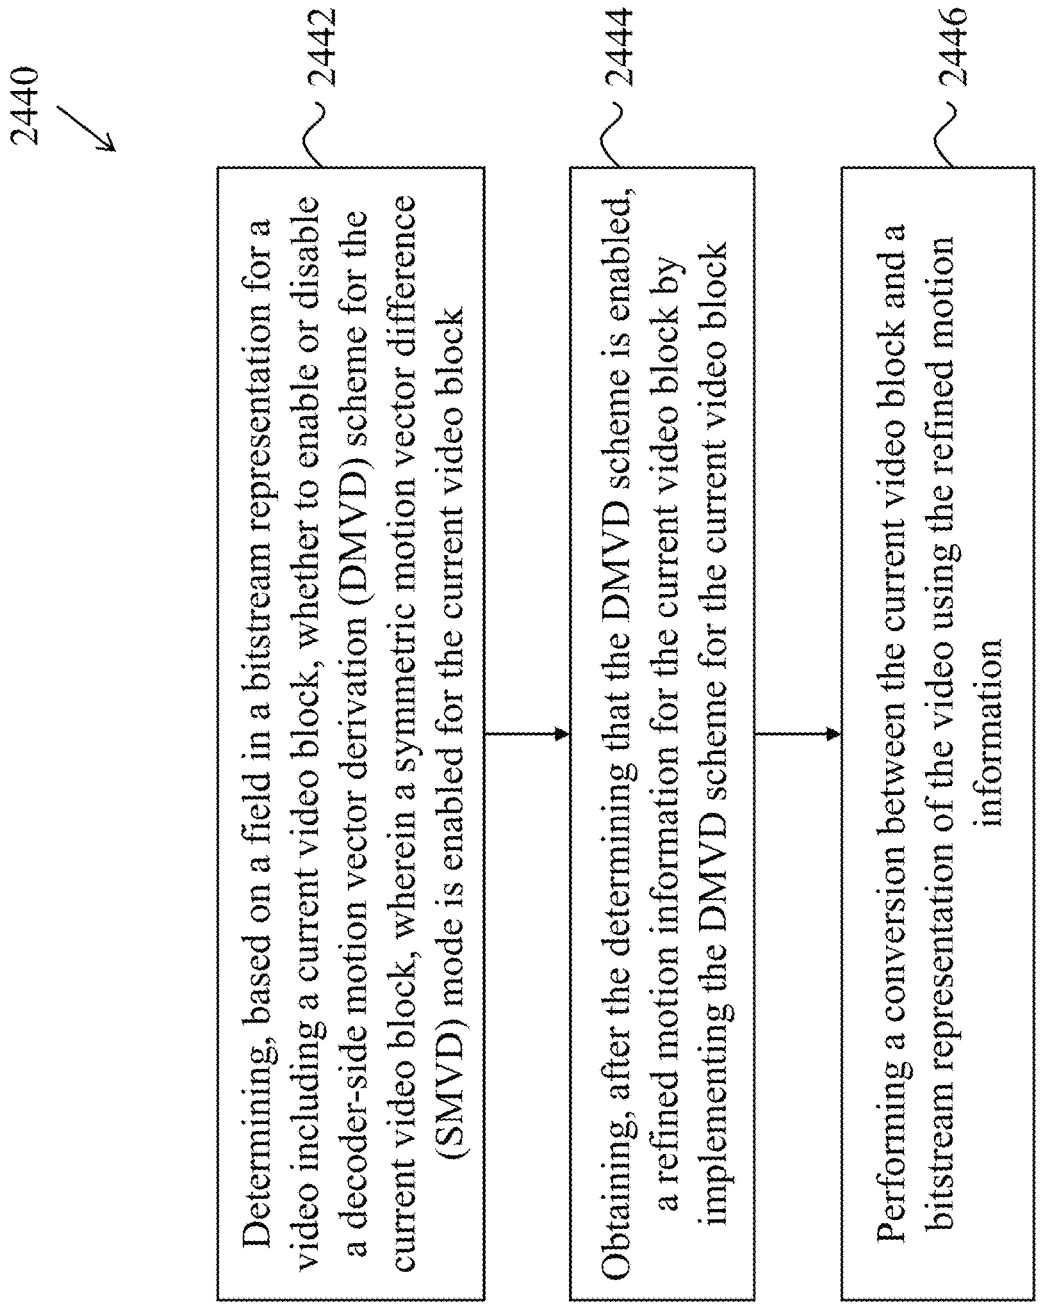 2440
Determining, based on a field in a bitstream representation for a
video including a current video block, whether to enable or disable
a decoder-side motion vector derivation (DMVD) scheme for the
current video block, wherein a symmetric motion vector difference
(SMVD) mode is enabled for the current video block
2442
Obtaining, after the determining that the DMVD scheme is enabled,
a refined motion information for the current video block by
implementing the DMVD scheme for the current video block
2444
Performing a conversion between the current video block and a
bitstream representation of the video using the refined motion
information
2446